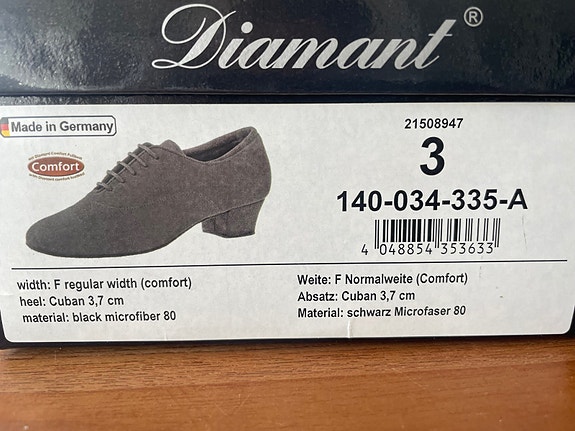 Diamant®
Made in Germany
21508947
3
140-034-335-A
4 048854 353633
Comfort
width: F regular width (comfort)
heel: Cuban 3,7 cm
material: black microfiber 80
Weite: F Normalweite (Comfort)
Absatz: Cuban 3,7 cm
Material: schwarz Microfaser 80